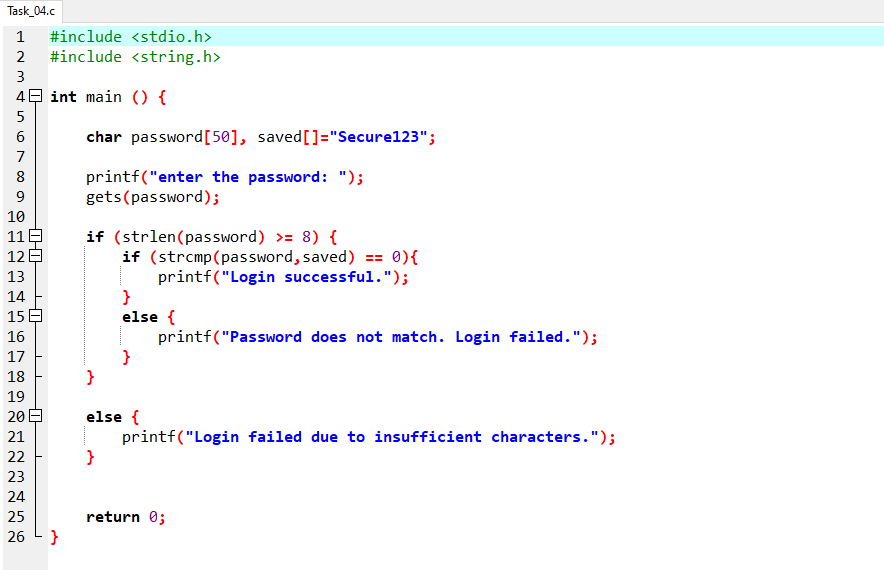 Task_04.c
1 #include <stdio.h>
2 #include <string.h>
3
4 int main () {
5
6 char password[50], saved[]="Secure123";
7
8 printf("enter the password: ");
9 gets(password);
10
11 if (strlen(password) >= 8) {
12 if (strcmp(password,saved) == 0){
13 printf("Login successful.");
14 }
15 else {
16 printf("Password does not match. Login failed.");
17 }
18 }
19
20 else {
21 printf("Login failed due to insufficient characters.");
22 }
23
24
25 return 0;
26 }